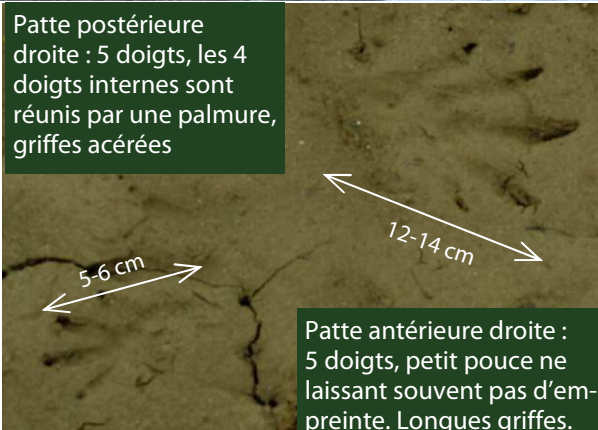 Patte postérieure
droite : 5 doigts, les 4
doigts internes sont
réunis par une palmure,
griffes acérées
12-14 cm
5-6 cm
Patte antérieure droite :
5 doigts, petit pouce ne
laissant souvent pas d'em-
preinte. Longues griffes.